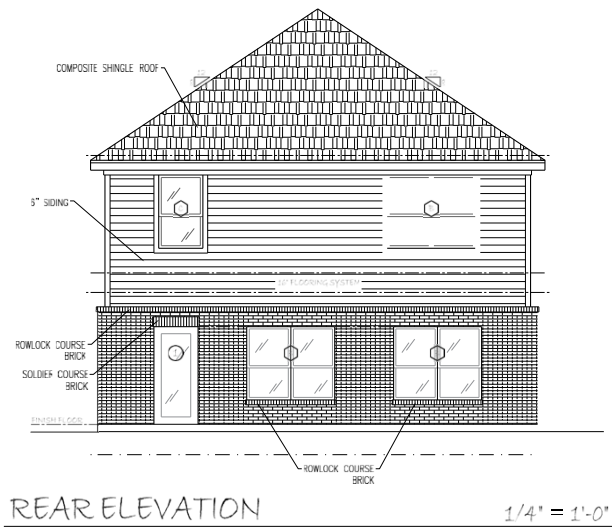 COMPOSITE SHINGLE ROOF
6" SIDING
16" FLOORING SYSTEM
ROWLOCK COURSE
BRICK
SOLDIER COURSE
BRICK
FINISH FLOOR
ROWLOCK COURSE
BRICK
REAR ELEVATION
1/4" = 1'-0"